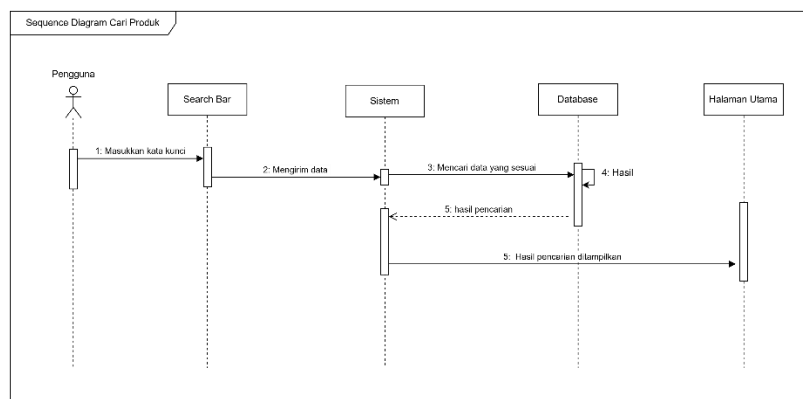 Sequence Diagram Cari Produk
Pengguna
Search Bar
Sistem
Database
Halaman Utama
1: Masukkan kata kunci
2: Mengirim data
3: Mencari data yang sesuai
4: Hasil
5: hasil pencarian
5: Hasil pencarian ditampilkan